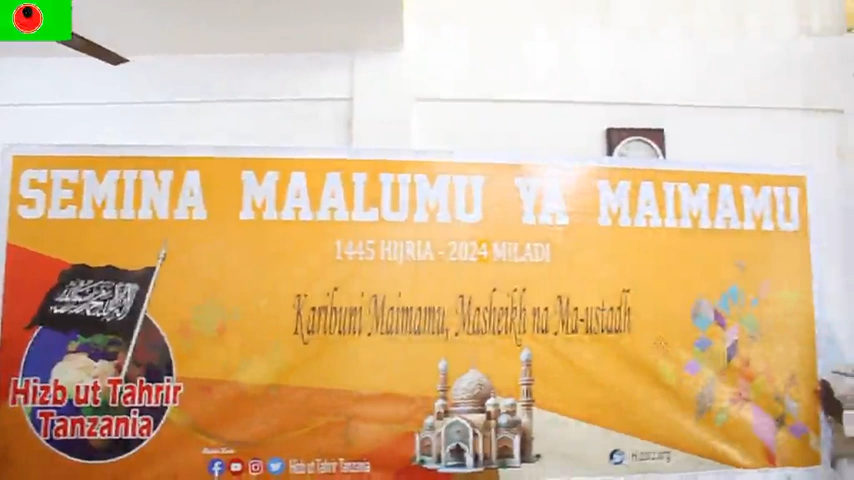 SEMINA MAALUMU YA MAIMAMU
1445 HIJRIA - 2024 MILADI
Karibuni Maimamu, Masheikh na Ma-ustadh
Hizb ut Tahrir
Tanzania
Hizb ut Tahrir Tanzania